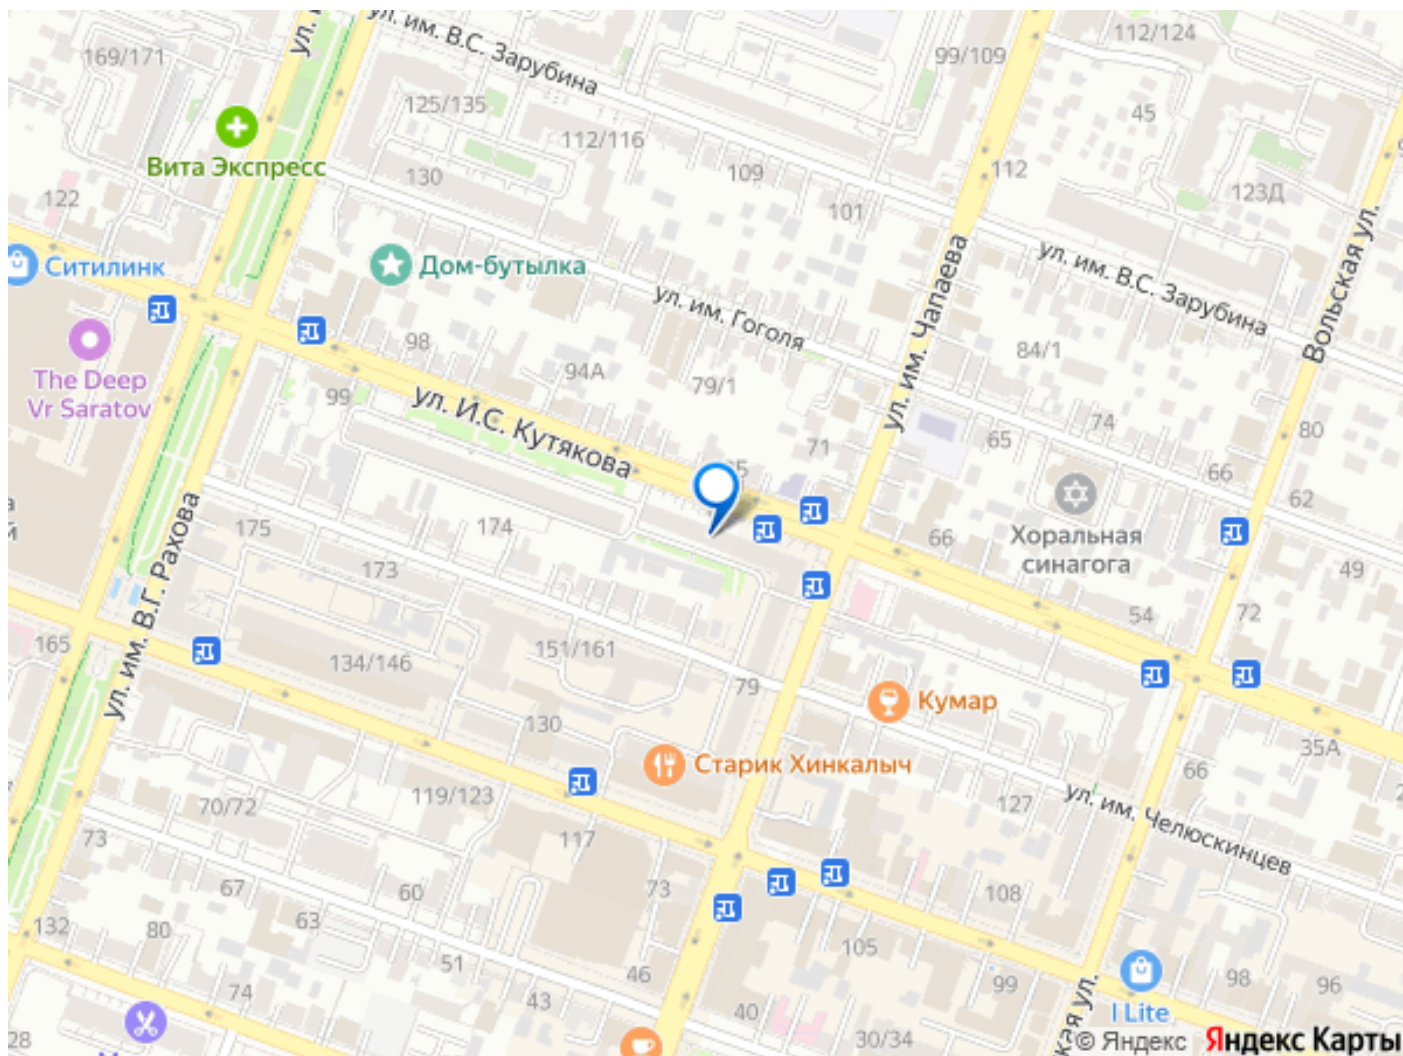 ул. им. В.С. Зарубина
169/171
99/109
112/124
125/135
45
Вита Экспресс
112/116
130
109
112
122
101
123Д
Ситилинк
Дом-бутылка
ул. им. Чапаева
ул. им. В.С. Зарубина
Вольская ул.
ул. им. Гоголя
98
94А
79/1
84/1
The Deep
Vr Saratov
99
ул. И.С. Кутякова
71
65
74
80
66
62
175
174
66
Хоральная
синагога
49
ул. им. В.Г. Рахова
173
54
72
165
134/146
151/161
79
Кумар
130
35А
Старик Хинкалыч
66
70/72
119/123
127
ул. им. Челюскинцев
73
117
67
60
73
108
132
80
63
105
51
46
99
98
96
74
43
40
I Lite
28
30/34
кая ул.
© Яндекс Яндекс Карты